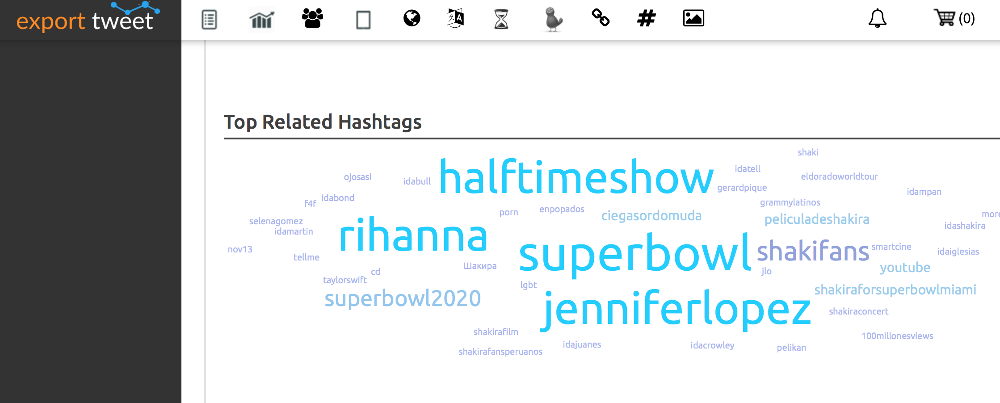 export tweet
(0)
Top Related Hashtags
shaki
halftimeshow
idatell
ojosasi
idabull
eldoradoworldtour
gerardpique
idampan
f4f
idabond
grammylatinos
porn
enpopados
ciegasordomuda
peliculadeshakira
more
selenagomez
idamartin
rihanna
idashakira
superbowl
shakifans
smartcine
nov13
idaiglesias
tellme
Шакира
youtube
cd
jlo
taylorswift
lgbt
shakiraforsuperbowlmiami
superbowl2020
jenniferlopez
shakiraconcert
shakirafilm
100millonesviews
idajuanes
idacrowley
pelikan
shakirafansperuanos